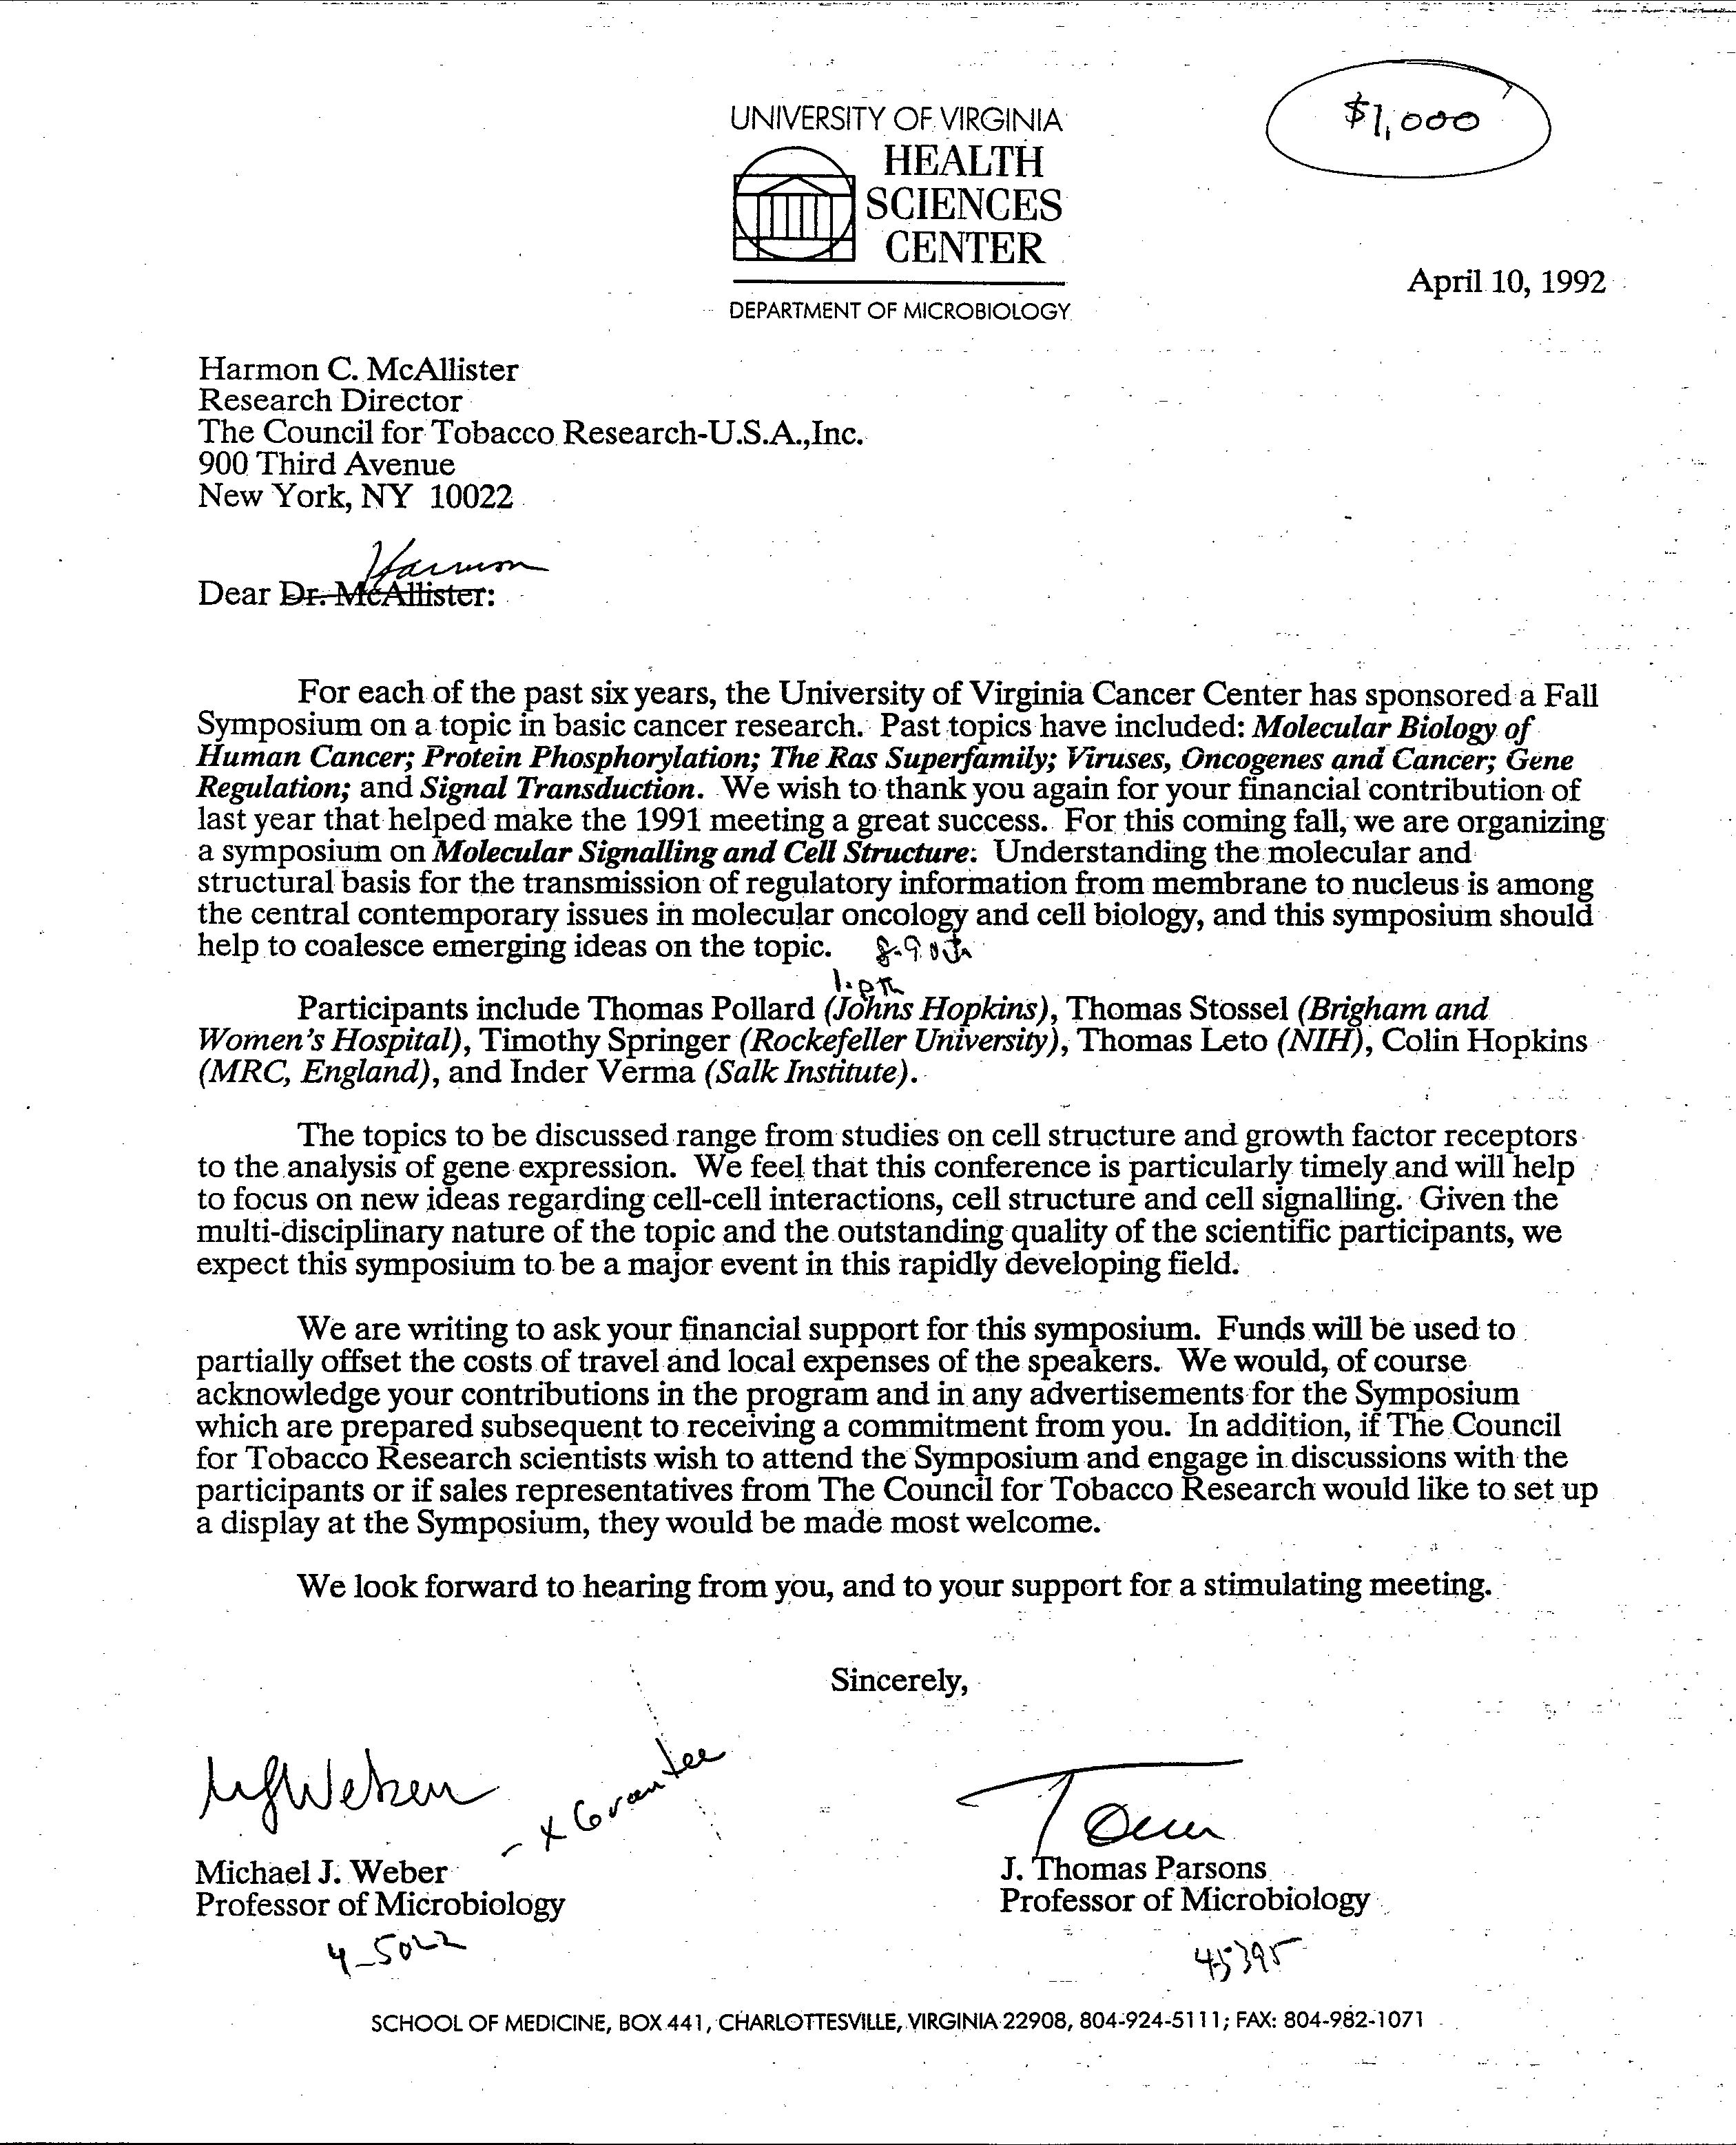 $1,000
UNIVERSITY OF VIRGINIA
HEALTH
SCIENCES
CENTER
DEPARTMENT OF MICROBIOLOGY
April 10, 1992
Harmon C. McAllister
Research Director
The Council for Tobacco Research-U.S.A.,Inc.
900 Third Avenue
New York, NY 10022
Harmon
Dear Dr. McAllister:
For each of the past six years, the University of Virginia Cancer Center has sponsored a Fall
Symposium on a topic in basic cancer research. Past topics have included: Molecular Biology of
Human Cancer; Protein Phosphorylation; The Ras Superfamily; Viruses, Oncogenes and Cancer; Gene
Regulation; and Signal Transduction. We wish to thank you again for your financial contribution of
last year that helped make the 1991 meeting a great success. For this coming fall, we are organizing
a symposium on Molecular Signalling and Cell Structure. Understanding the molecular and
structural basis for the transmission of regulatory information from membrane to nucleus is among
the central contemporary issues in molecular oncology and cell biology, and this symposium should
help to coalesce emerging ideas on the topic.
8-9 Oct
Participants include Thomas Pollard (Johns Hopkins), Thomas Stossel (Brigham and
Women's Hospital), Timothy Springer (Rockefeller University), Thomas Leto (NIH), Colin Hopkins
(MRC, England), and Inder Verma (Salk Institute).
The topics to be discussed range from studies on cell structure and growth factor receptors
to the analysis of gene expression. We feel that this conference is particularly timely and will help
to focus on new ideas regarding cell-cell interactions, cell structure and cell signalling. Given the
multi-disciplinary nature of the topic and the outstanding quality of the scientific participants, we
expect this symposium to be a major event in this rapidly developing field.
We are writing to ask your financial support for this symposium. Funds will be used to
partially offset the costs of travel and local expenses of the speakers. We would, of course
acknowledge your contributions in the program and in any advertisements for the Symposium
which are prepared subsequent to receiving a commitment from you. In addition, if The Council
for Tobacco Research scientists wish to attend the Symposium and engage in discussions with the
participants or if sales representatives from The Council for Tobacco Research would like to set up
a display at the Symposium, they would be made most welcome.
We look forward to hearing from you, and to your support for a stimulating meeting.
Sincerely,
MJWeber
- x Grantee
Tom
Michael J. Weber
Professor of Microbiology
4-5022
J. Thomas Parsons
Professor of Microbiology
45395
SCHOOL OF MEDICINE, BOX 441, CHARLOTTESVILLE, VIRGINIA 22908, 804-924-5111; FAX: 804-982-1071